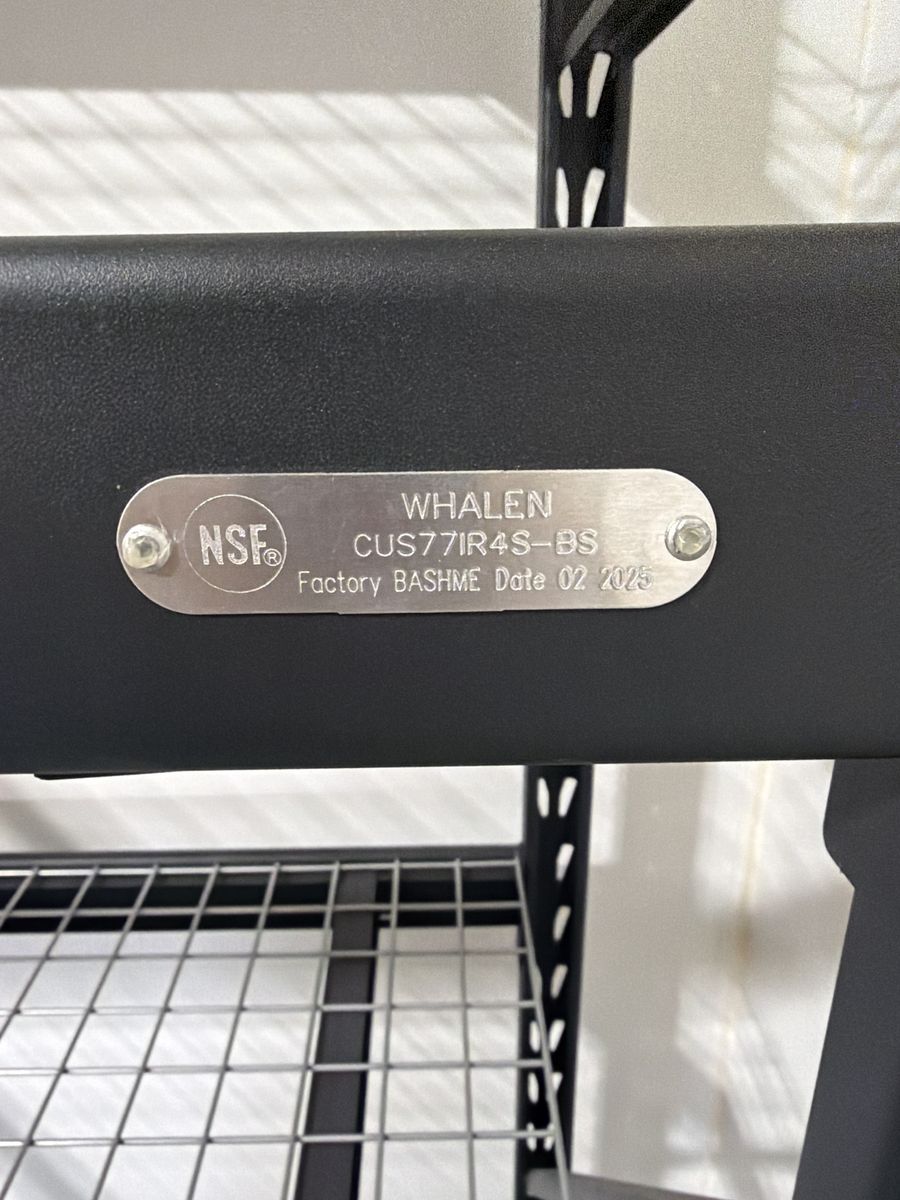 NSF®
WHALEN
CUS771R4S-BS
Factory BASHME Date 02 2025